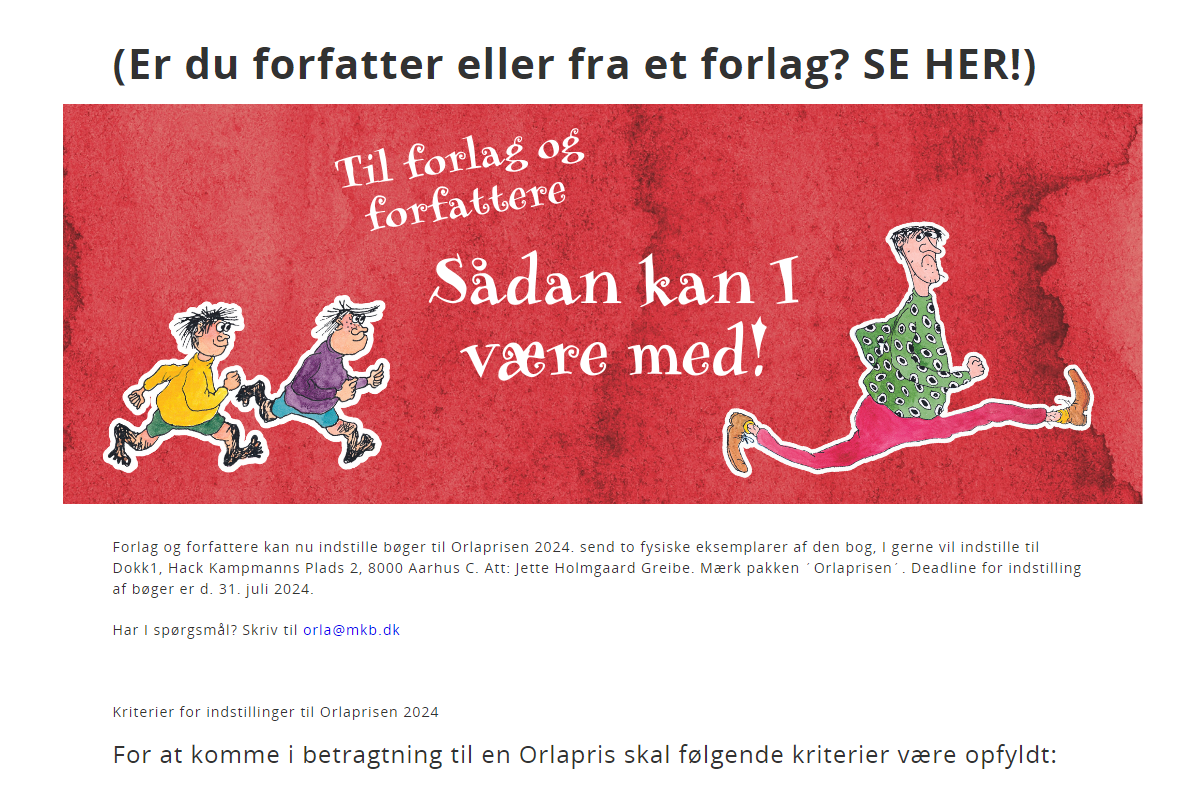 (Er du forfatter eller fra et forlag? SE HER!)
Til forlag og
forfattere
Sådan kan I
være med!
Forlag og forfattere kan nu indstille bøger til Orlaprisen 2024. send to fysiske eksemplarer af den bog, I gerne vil indstille til
Dokk1, Hack Kampmanns Plads 2, 8000 Aarhus C. Att: Jette Holmgaard Greibe. Mærk pakken ´Orlaprisen´. Deadline for indstilling
af bøger er d. 31. juli 2024.
Har I spørgsmål? Skriv til orla@mkb.dk
Kriterier for indstillinger til Orlaprisen 2024
For at komme i betragtning til en Orlapris skal følgende kriterier være opfyldt: